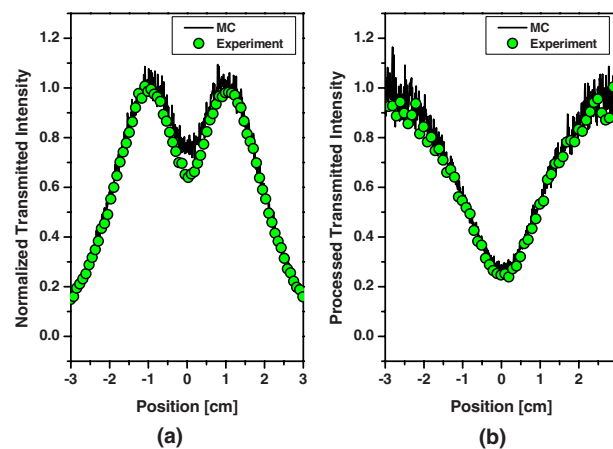 MC
Experiment
Normalized Transmitted Intensity
1.2
1.0
0.8
0.6
0.4
0.2
0.0
-3 -2 -1 0 1 2 3
Position [cm]
(a)
MC
Experiment
Processed Transmitted Intensity
1.2
1.0
0.8
0.6
0.4
0.2
0.0
-3 -2 -1 0 1 2
Position [cm]
(b)